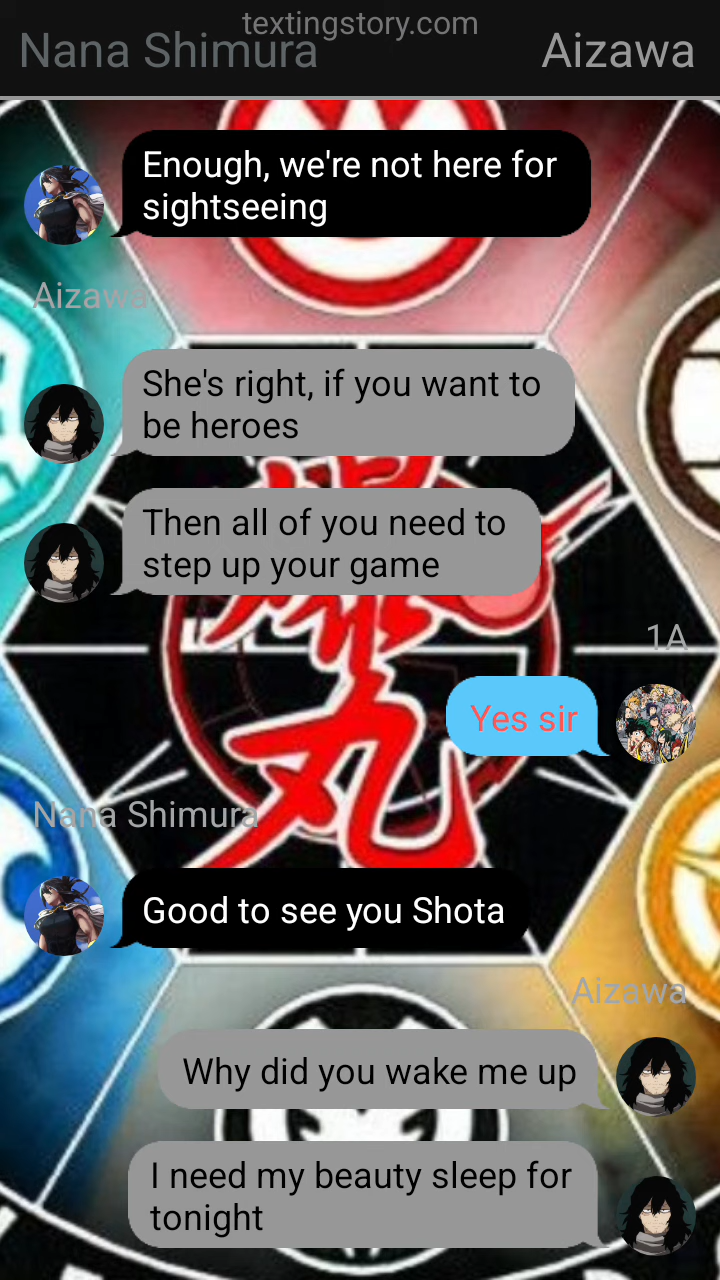 textingstory.com
Nana Shimura
Aizawa
Enough, we're not here for
sightseeing
Aizawa
She's right, if you want to
be heroes
Then all of you need to
step up your game
1A
Yes sir
Nana Shimura
Good to see you Shota
Aizawa
Why did you wake me up
I need my beauty sleep for
tonight